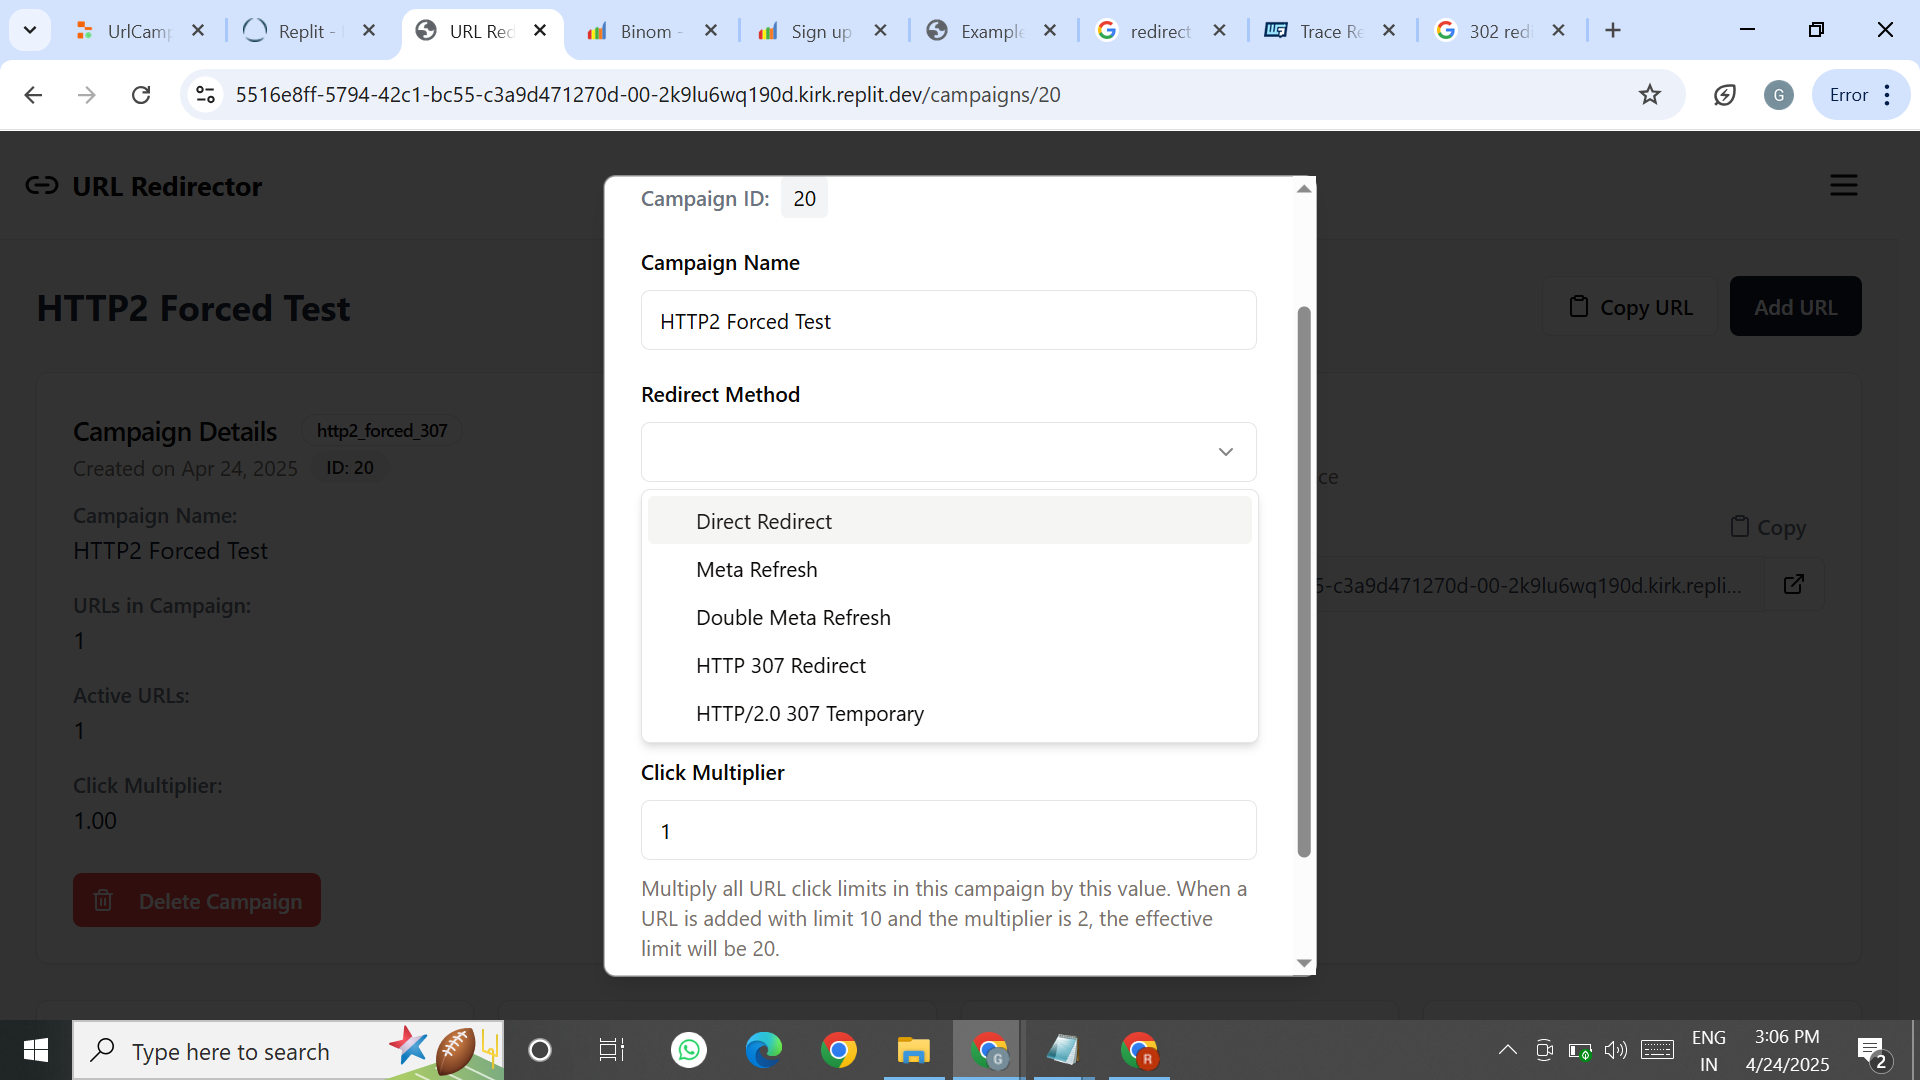 UrlCamp
Replit -
URL Red
Binom -
Sign up
Example
redirect
Trace Re
302 redi
5516e8ff-5794-42c1-bc55-c3a9d471270d-00-2k9lu6wq190d.kirk.replit.dev/campaigns/20
G
Error
URL Redirector
HTTP2 Forced Test
Copy URL
Add URL
Campaign Details
http2_forced_307
Created on Apr 24, 2025
ID: 20
Campaign Name:
HTTP2 Forced Test
URLs in Campaign:
1
Active URLs:
1
Click Multiplier:
1.00
Delete Campaign
Campaign ID: 20
Campaign Name
HTTP2 Forced Test
Redirect Method
Direct Redirect
Meta Refresh
Double Meta Refresh
HTTP 307 Redirect
HTTP/2.0 307 Temporary
Click Multiplier
1
Multiply all URL click limits in this campaign by this value. When a
URL is added with limit 10 and the multiplier is 2, the effective
limit will be 20.
ce
Copy
5-c3a9d471270d-00-2k9lu6wq190d.kirk.repli...
Type here to search
G
R
ENG
IN
3:06 PM
4/24/2025
2